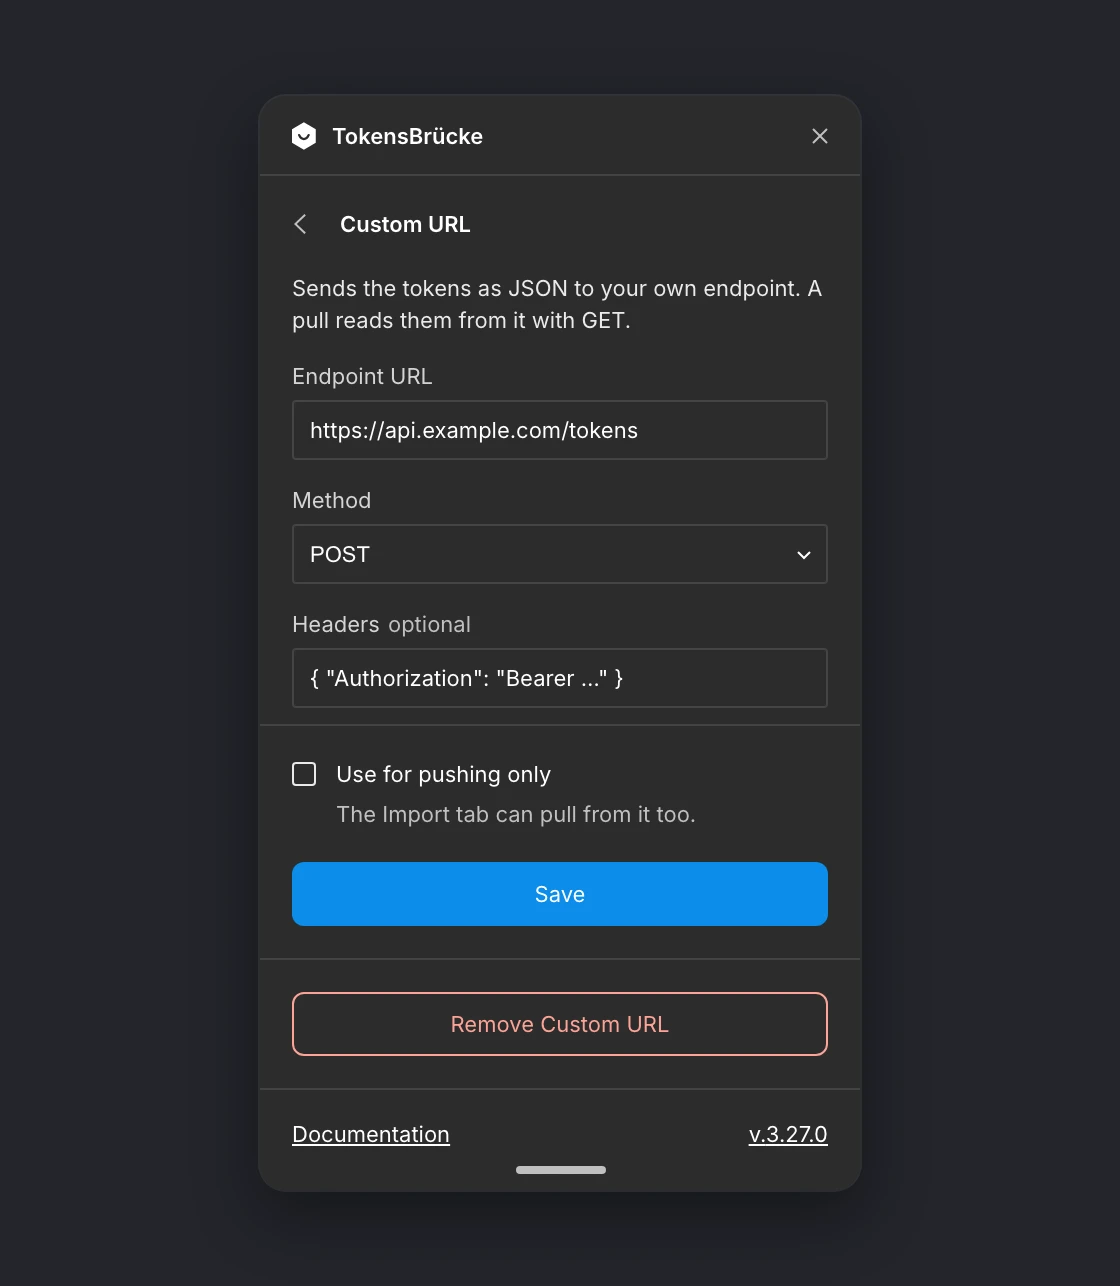 TokensBrücke
Custom URL
Sends the tokens as JSON to your own endpoint. A
pull reads them from it with GET.
Endpoint URL
https://api.example.com/tokens
Method
POST
Headers optional
{ "Authorization": "Bearer ..." }
Use for pushing only
The Import tab can pull from it too.
Save
Remove Custom URL
Documentation
v.3.27.0